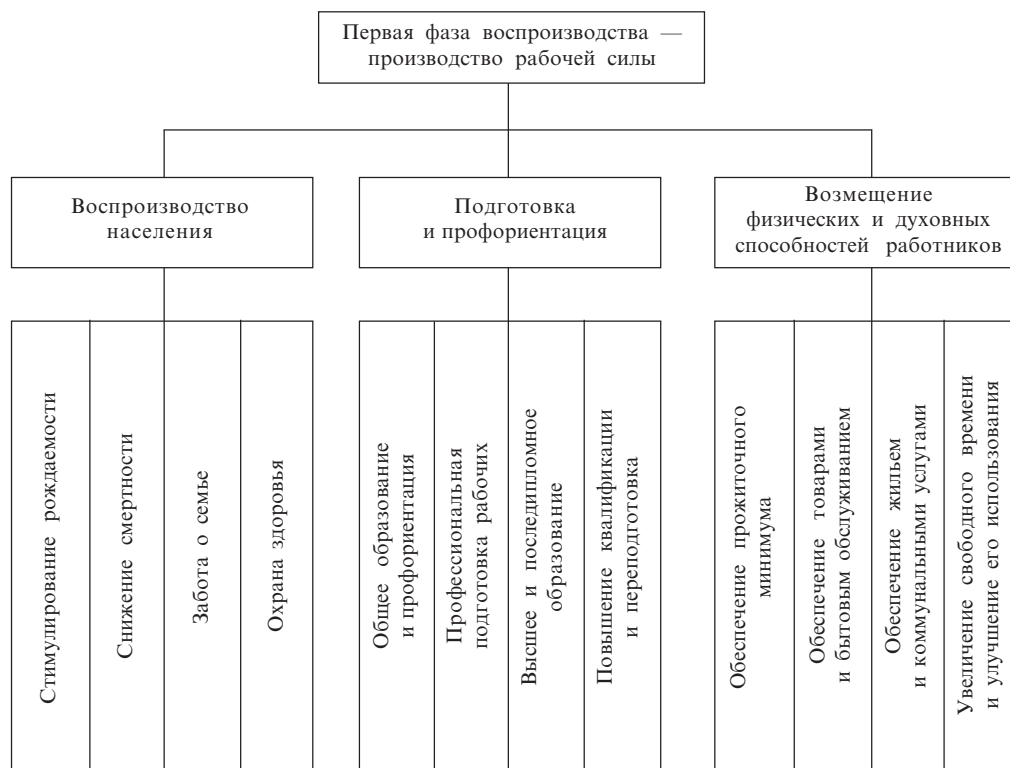 Первая фаза воспроизводства —
производство рабочей силы
Воспроизводство
населения
Подготовка
и профориентация
Возмещение
физических и духовных
способностей работников
Стимулирование рождаемости
Снижение смертности
Забота о семье
Охрана здоровья
Общее образование
и профориентация
Профессиональная
подготовка рабочих
Высшее и последипломное
образование
Повышение квалификации
и переподготовка
Обеспечение прожиточного
минимума
Обеспечение товарами
и бытовым обслуживанием
Обеспечение жильем
и коммунальными услугами
Увеличение свободного времени
и улучшение его использования